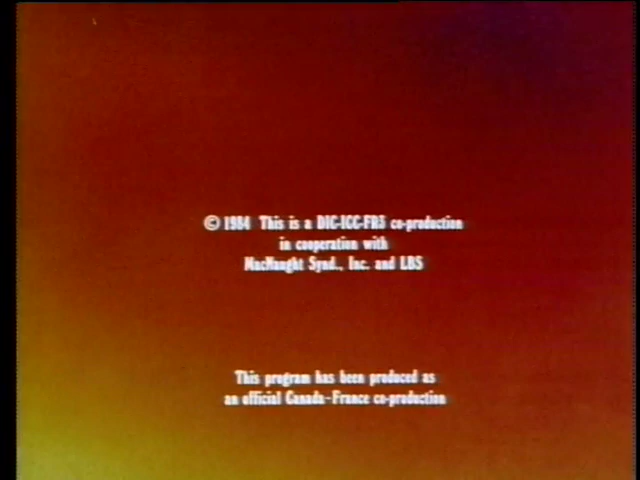 © 1984 This is a DIC-ICC-FR3 co-production
in cooperation with
MacNaught Synd., Inc. and LBS
This program has been produced as
an official Canada-France co-production